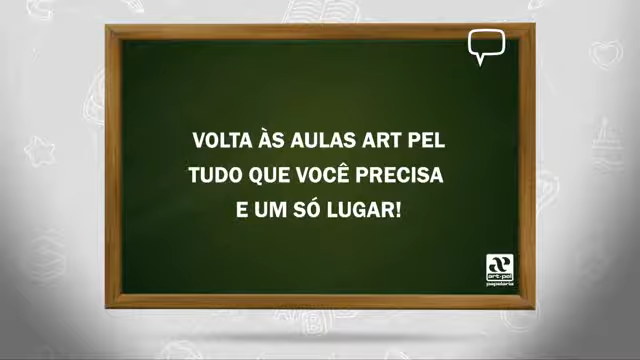 VOLTA ÀS AULAS ART PEL
TUDO QUE VOCÊ PRECISA
E UM SÓ LUGAR!
art-pel
papelaria